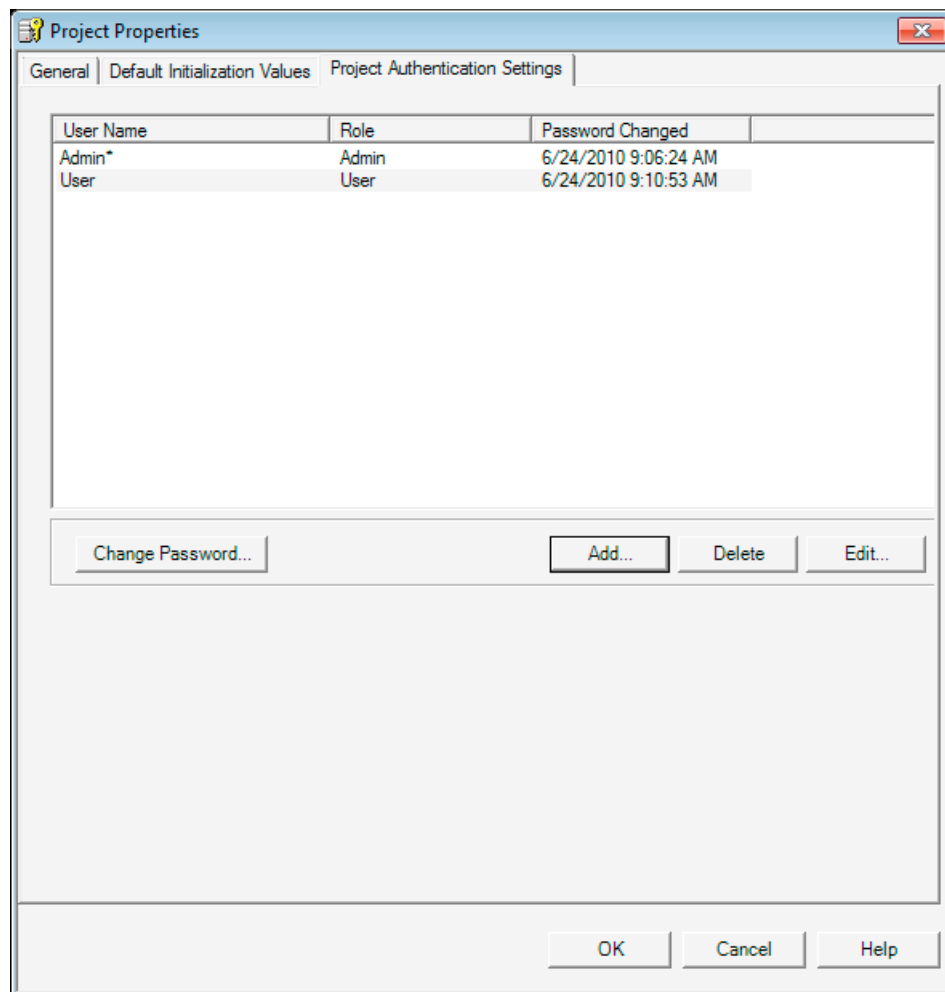 Project Properties
General Default Initialization Values Project Authentication Settings
User Name Role Password Changed
Admin* Admin 6/24/2010 9:06:24 AM
User User 6/24/2010 9:10:53 AM
Change Password... Add... Delete Edit...
OK Cancel Help